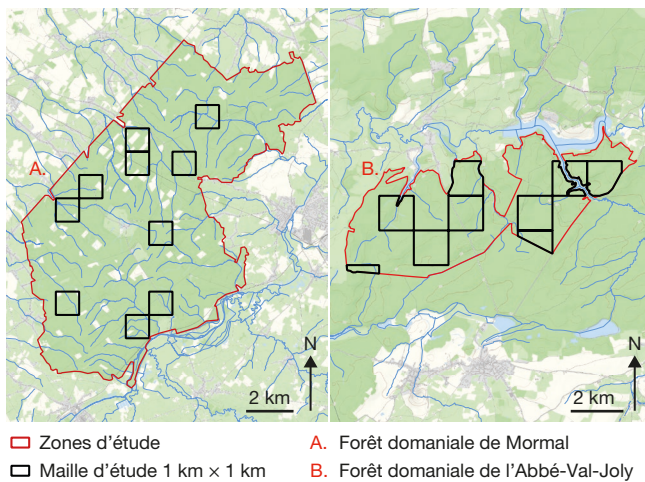 A.
B.
N
2 km
N
2 km
Zones d'étude
A. Forêt domaniale de Mormal
Maille d'étude 1 km × 1 km
B. Forêt domaniale de l'Abbé-Val-Joly